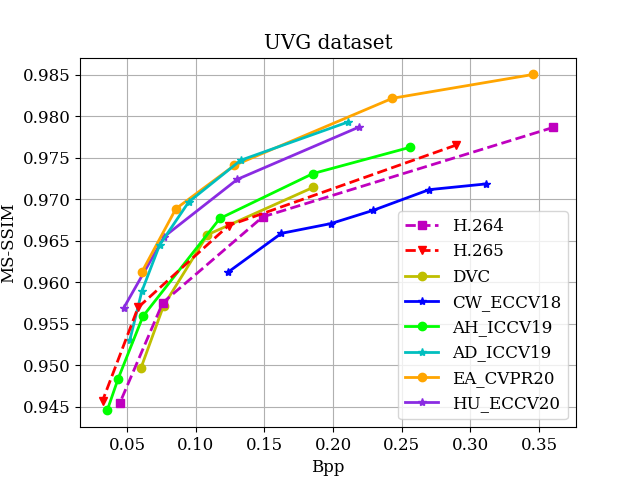 UVG dataset
0.985
0.980
0.975
0.970
0.965
0.960
0.955
0.950
0.945
MS-SSIM
H.264
H.265
DVC
CW_ECCV18
AH_ICCV19
AD_ICCV19
EA_CVPR20
HU_ECCV20
0.05 0.10 0.15 0.20 0.25 0.30 0.35
Bpp